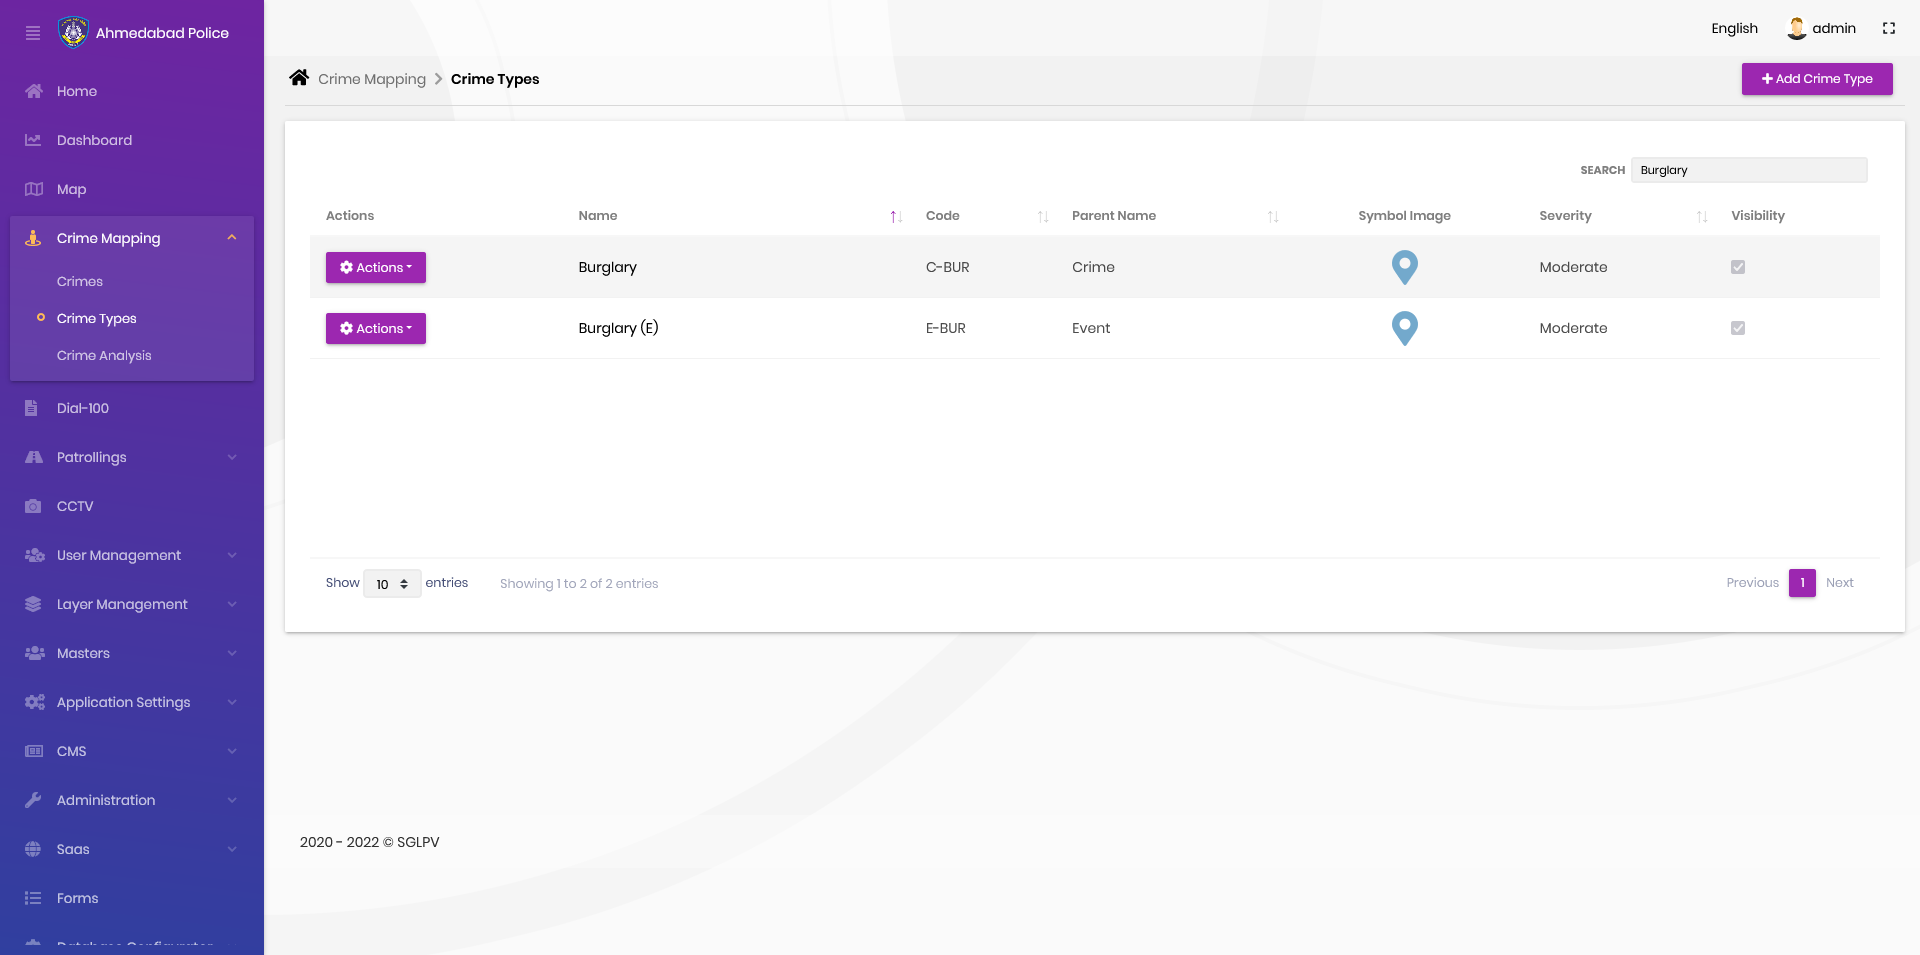 Ahmedabad Police
English
admin
Home
Dashboard
Map
Crime Mapping
Crimes
Crime Types
Crime Analysis
Dial-100
Patrollings
CCTV
User Management
Layer Management
Masters
Application Settings
CMS
Administration
Saas
Forms
Database Configurator
Crime Mapping > Crime Types
+ Add Crime Type
SEARCH Burglary
Actions Name Code Parent Name Symbol Image Severity Visibility
Actions Burglary C-BUR Crime Moderate
Actions Burglary (E) E-BUR Event Moderate
Show 10 entries Showing 1 to 2 of 2 entries Previous 1 Next
2020 - 2022 © SGLPV